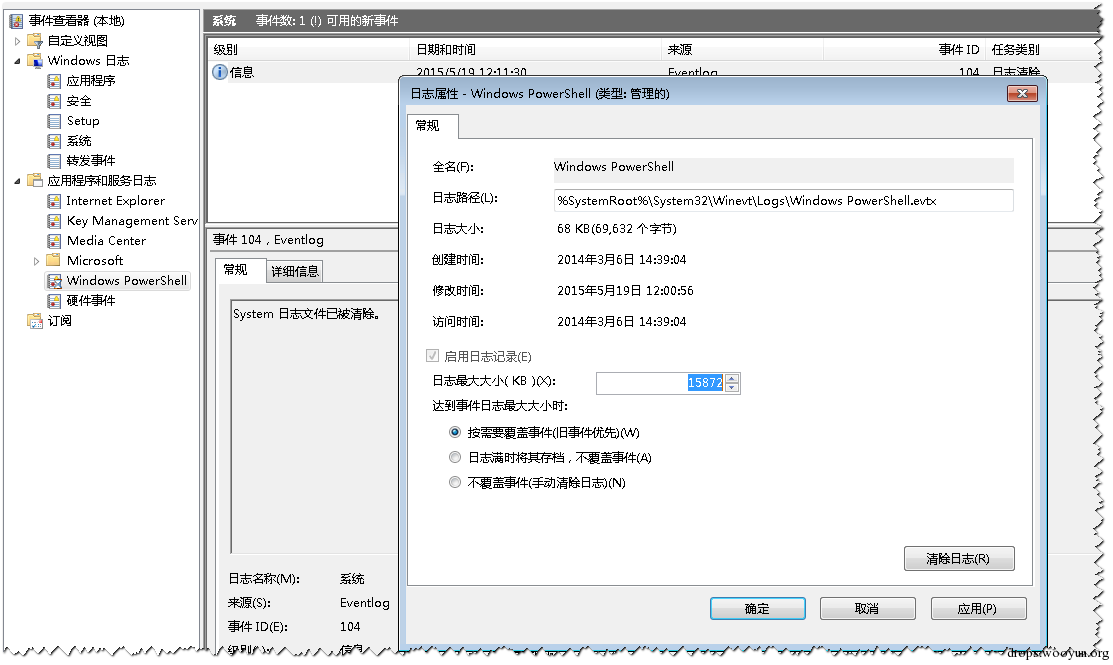 事件查看器 (本地)
自定义视图
Windows 日志
应用程序
安全
Setup
系统
转发事件
应用程序和服务日志
Internet Explorer
Key Management Serv
Media Center
Microsoft
Windows PowerShell
硬件事件
订阅
系统 事件数: 1 (!) 可用的新事件
级别 日期和时间 来源 事件 ID 任务类别
信息 2015/5/19 12:11:30 Eventlog 104 日志清除
事件 104，Eventlog
常规 详细信息
System 日志文件已被清除。
日志名称(M): 系统
来源(S): Eventlog
事件 ID(E): 104
级别(L): 信息
日志属性 - Windows PowerShell (类型: 管理的)
常规
全名(F): Windows PowerShell
日志路径(L): %SystemRoot%\System32\Winevt\Logs\Windows PowerShell.evtx
日志大小: 68 KB(69,632 个字节)
创建时间: 2014年3月6日 14:39:04
修改时间: 2015年5月19日 12:00:56
访问时间: 2014年3月6日 14:39:04
启用日志记录(E)
日志最大大小( KB )(X): 15872
达到事件日志最大大小时:
按需要覆盖事件(旧事件优先)(W)
日志满时将其存档，不覆盖事件(A)
不覆盖事件(手动清除日志)(N)
清除日志(R)
确定 取消 应用(P)
drops.wooyun.org